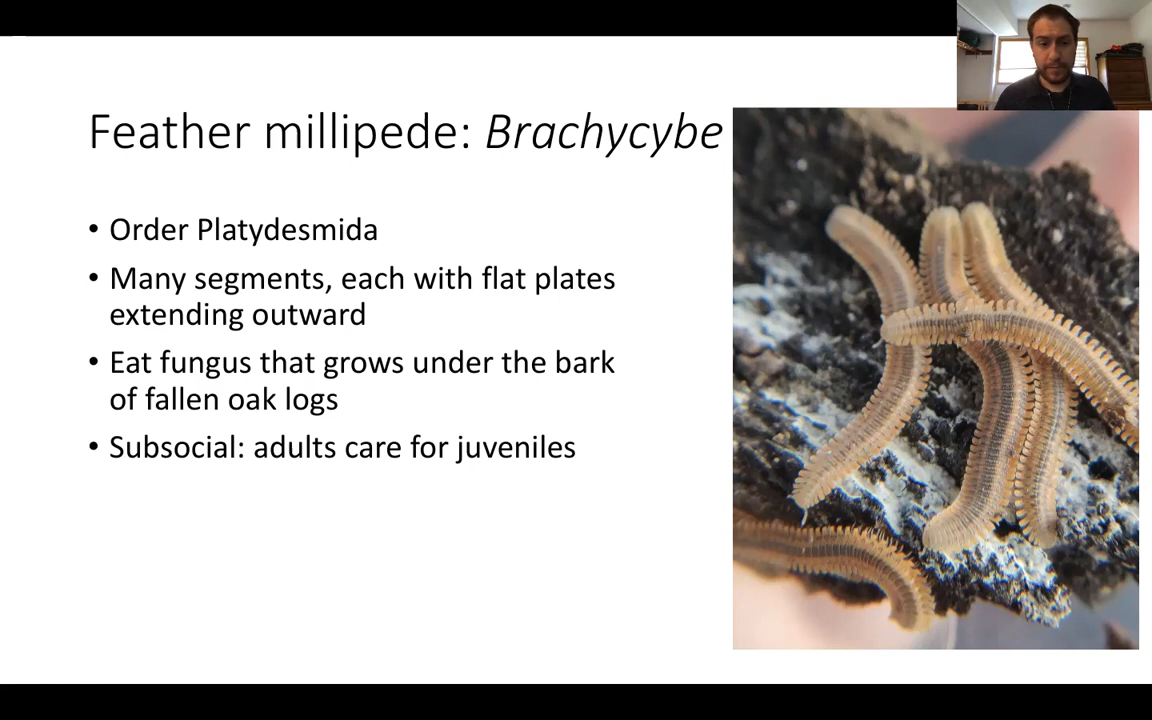 Feather millipede: Brachycybe
• Order Platydesmida
• Many segments, each with flat plates
extending outward
• Eat fungus that grows under the bark
of fallen oak logs
• Subsocial: adults care for juveniles